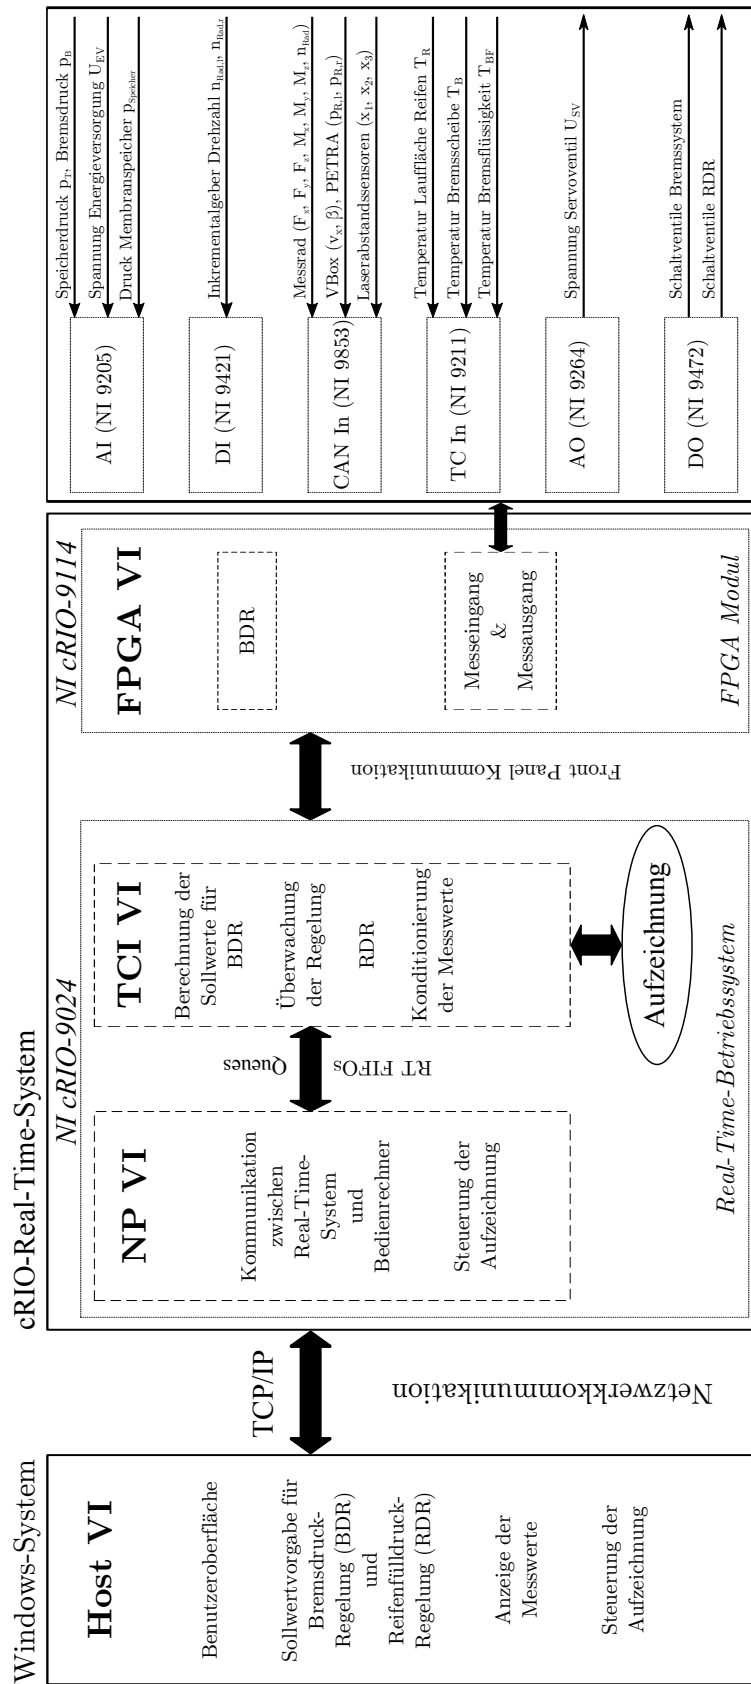 Windows-System
Host VI
Benutzeroberfläche
Sollwertvorgabe für
Bremsdruck-
Regelung (BDR)
und
Reifenfülldruck-
Regelung (RDR)
Anzeige der
Messwerte
Steuerung der
Aufzeichnung
TCP/IP
Netzwerkkommunikation
cRIO-Real-Time-System
NI cRIO-9024
NP VI
Kommunikation
zwischen
Real-Time-
System
und
Bedienrechner
Steuerung der
Aufzeichnung
Queues
RT FIFOs
TCI VI
Berechnung der
Sollwerte für
BDR
Überwachung
der Regelung
RDR
Konditionierung
der Messwerte
Aufzeichnung
Real-Time-Betriebssystem
Front Panel Kommunikation
NI cRIO-9114
FPGA VI
BDR
Messeingang
&
Messausgang
FPGA Modul
AI (NI 9205)
Speicherdruck p_T, Bremsdruck p_B
Spannung Energieversorgung U_EV
Druck Membranspeicher p_Speicher
DI (NI 9421)
Inkrementalgeber Drehzahl n_Rad,l, n_Rad,r
CAN In (NI 9853)
Messrad (F_x, F_y, F_z, M_x, M_y, M_z, n_Rad)
VBox (v_x, β), PETRA (p_R,l, p_R,r)
Laserabstandssensoren (x_1, x_2, x_3)
TC In (NI 9211)
Temperatur Lauffläche Reifen T_R
Temperatur Bremsscheibe T_B
Temperatur Bremsflüssigkeit T_BF
AO (NI 9264)
Spannung Servoventil U_SV
DO (NI 9472)
Schaltventile Bremssystem
Schaltventile RDR